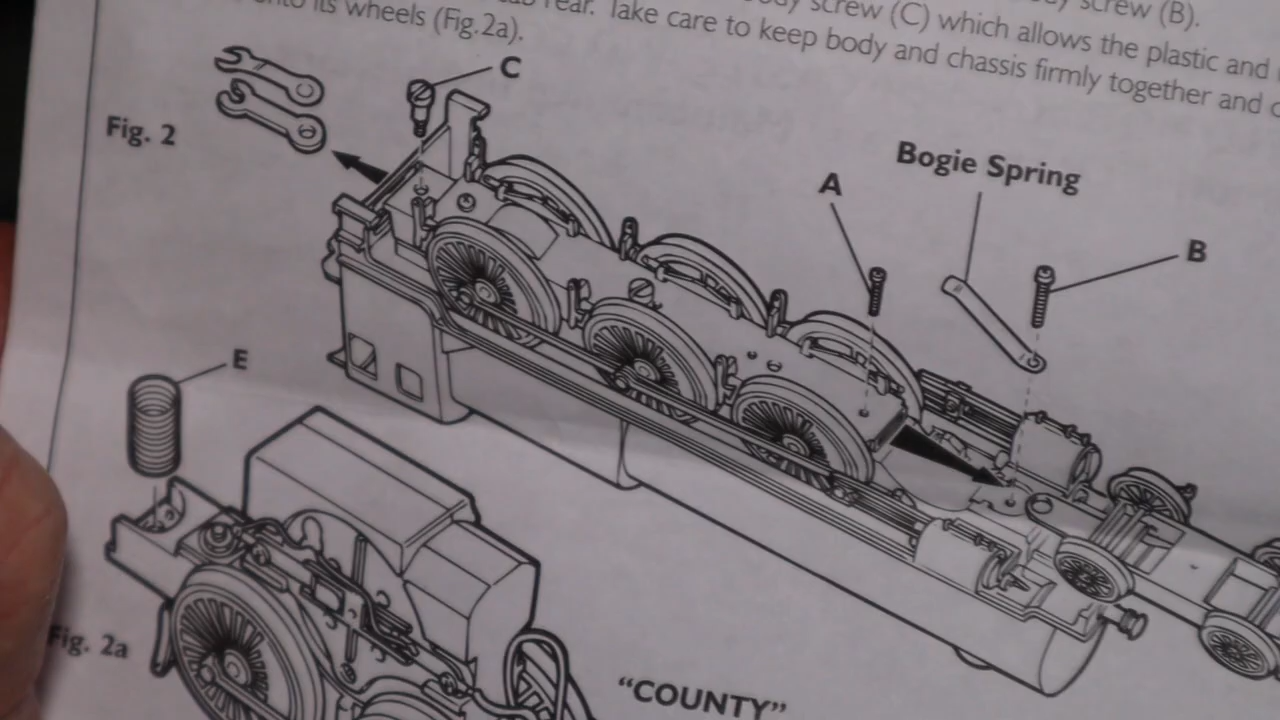 screw (B).
screw (C) which allows the plastic and
rear. Take care to keep body and chassis firmly together and
its wheels (Fig. 2a).
C
Fig. 2
Bogie Spring
A
B
E
Fig. 2a
"COUNTY"